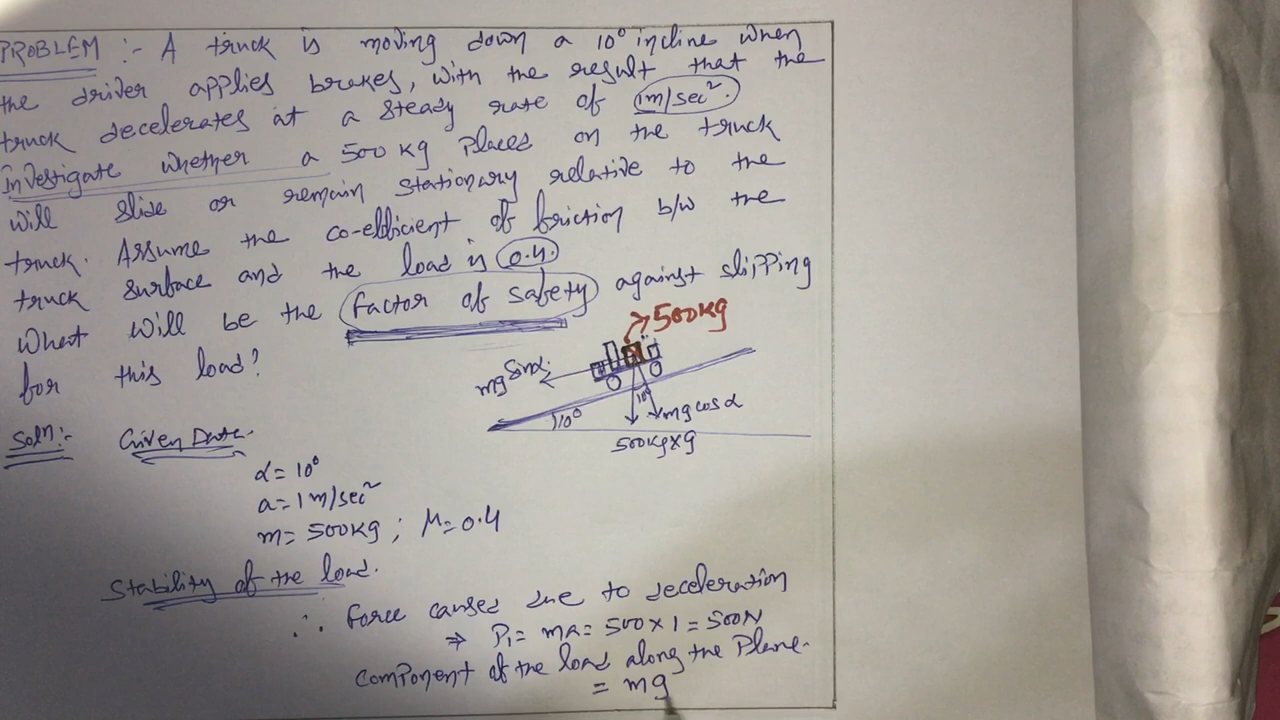 PROBLEM :- A truck is moving down a 10° incline when
the driver applies brakes, with the result that the
truck decelerates at a steady rate of 1m/sec²
investigate whether a 500 kg places on the truck
will slide or remain stationary relative to the
truck. Assume the co-efficient of friction b/w the
truck surface and the load is 0.4.
What will be the factor of safety against slipping
for this load?
500kg
mg sinα
10°
10°
mg cos α
500kg×g
Soln:- Given Data-
α = 10°
a = 1 m/sec²
m = 500 kg ; μ = 0.4
Stability of the load.
∴ Force caused due to deceleration
⇒ P₁ = ma = 500 × 1 = 500N
component of the load along the Plane.
= mg